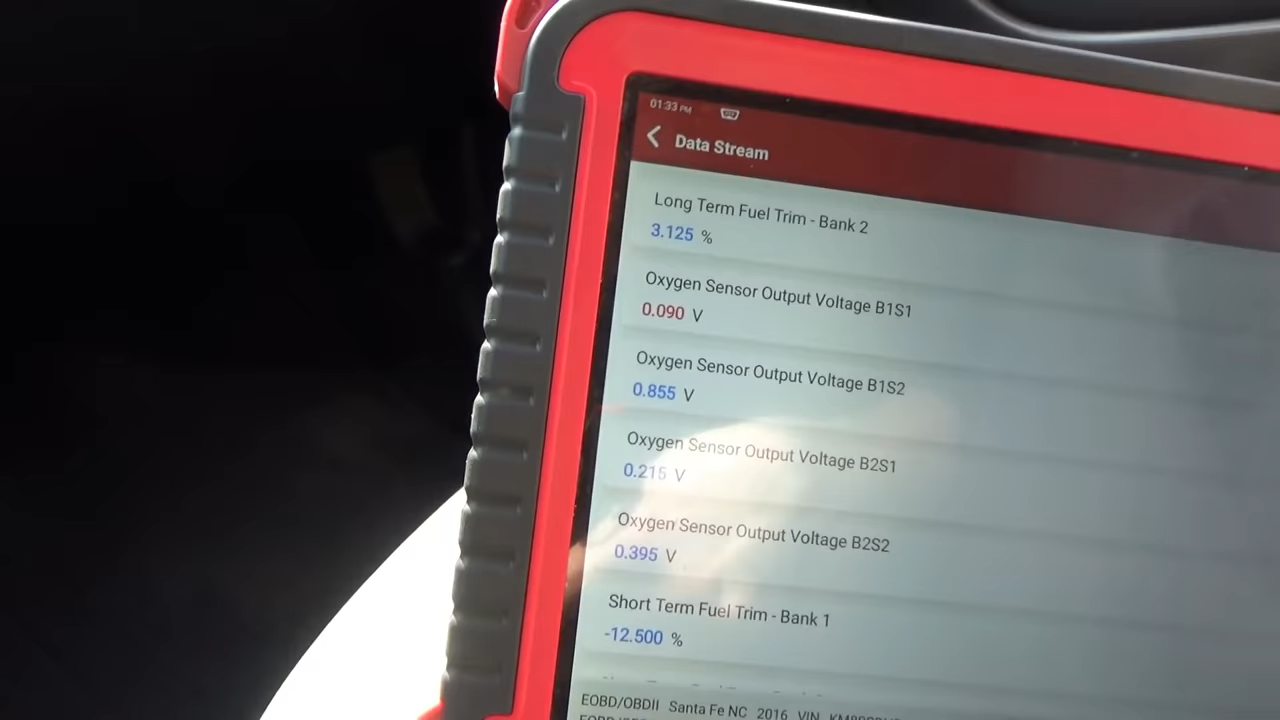 01:33 PM
Data Stream
Long Term Fuel Trim - Bank 2
3.125 %
Oxygen Sensor Output Voltage B1S1
0.090 V
Oxygen Sensor Output Voltage B1S2
0.855 V
Oxygen Sensor Output Voltage B2S1
0.215 V
Oxygen Sensor Output Voltage B2S2
0.395 V
Short Term Fuel Trim - Bank 1
-12.500 %
EOBD/OBDII Santa Fe NC 2016 VIN